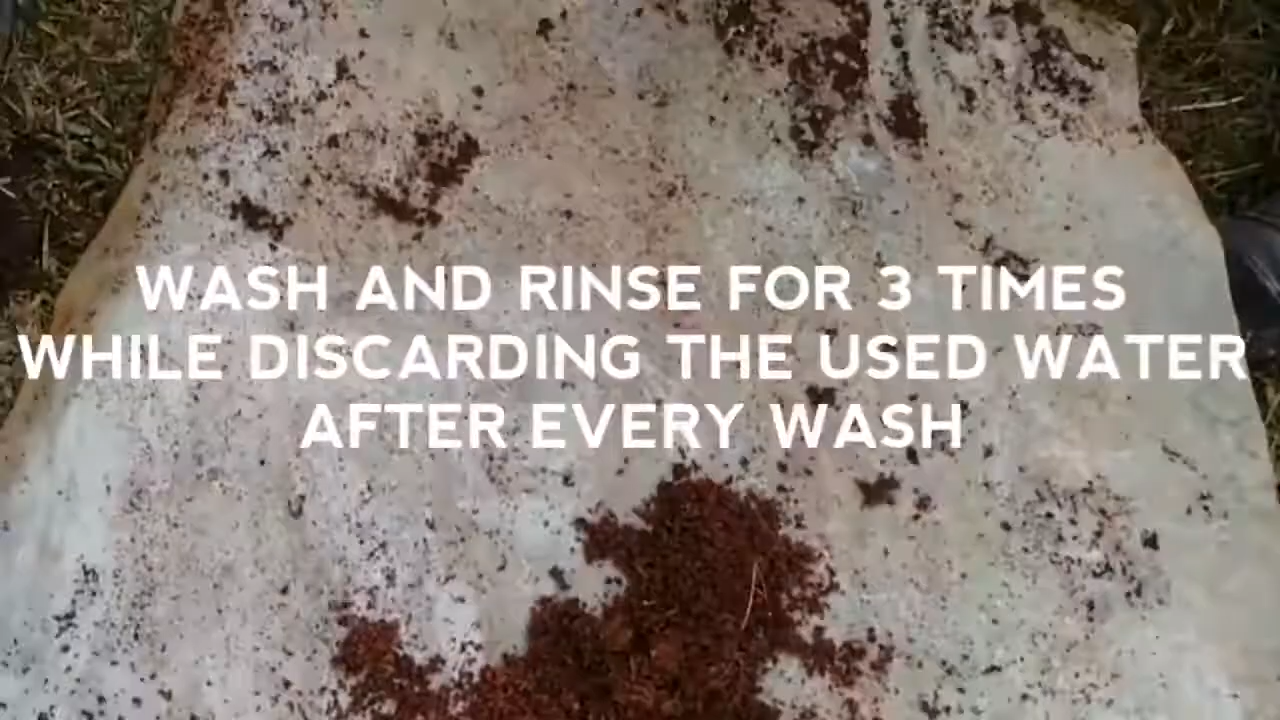 WASH AND RINSE FOR 3 TIMES
WHILE DISCARDING THE USED WATER
AFTER EVERY WASH